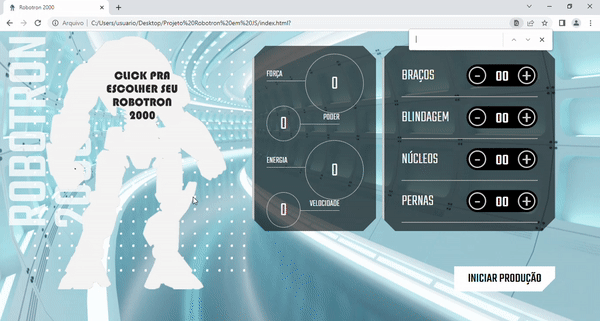 Robotron 2000
Arquivo | C:/Users/usuario/Desktop/Projeto%20Robotron%20em%20JS/index.html?
ROBOTRON
CLICK PRA
ESCOLHER SEU
ROBOTRON
2000
FORÇA
0
0
PODER
ENERGIA
0
0
VELOCIDADE
BRAÇOS
- 00 +
BLINDAGEM
- 00 +
NÚCLEOS
- 00 +
PERNAS
- 00 +
INICIAR PRODUÇÃO